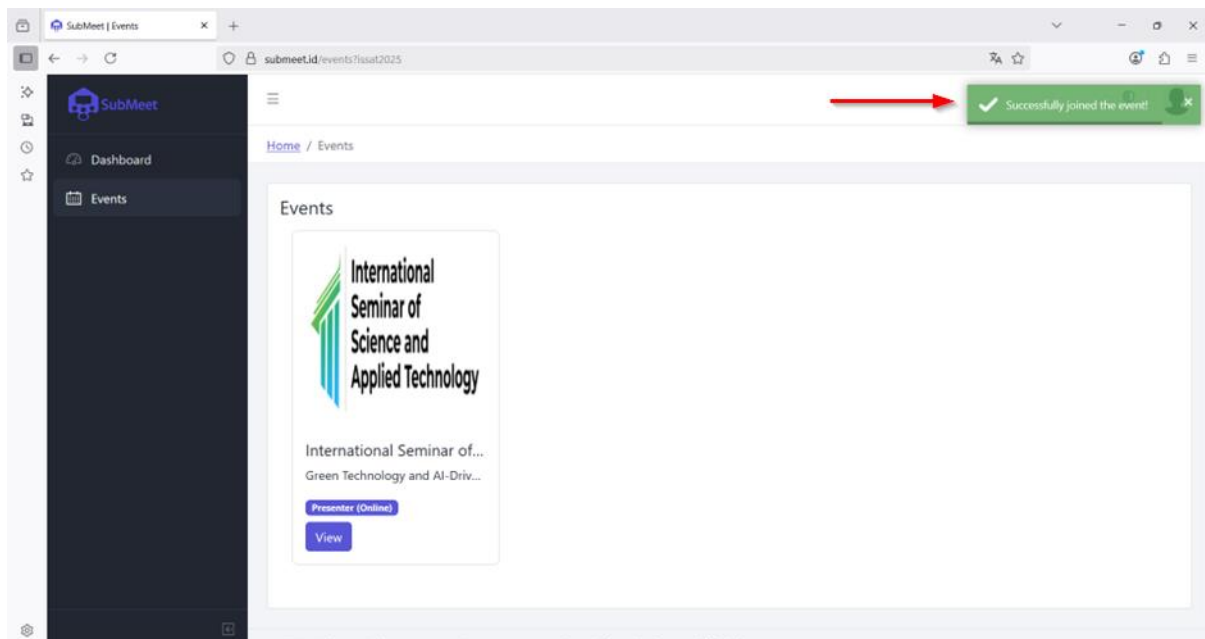 SubMeet | Events
submeet.id/events?issat2025
SubMeet
Successfully joined the event!
Home / Events
Dashboard
Events
Events
International
Seminar of
Science and
Applied Technology
International Seminar of...
Green Technology and AI-Driv...
Presenter (Online)
View